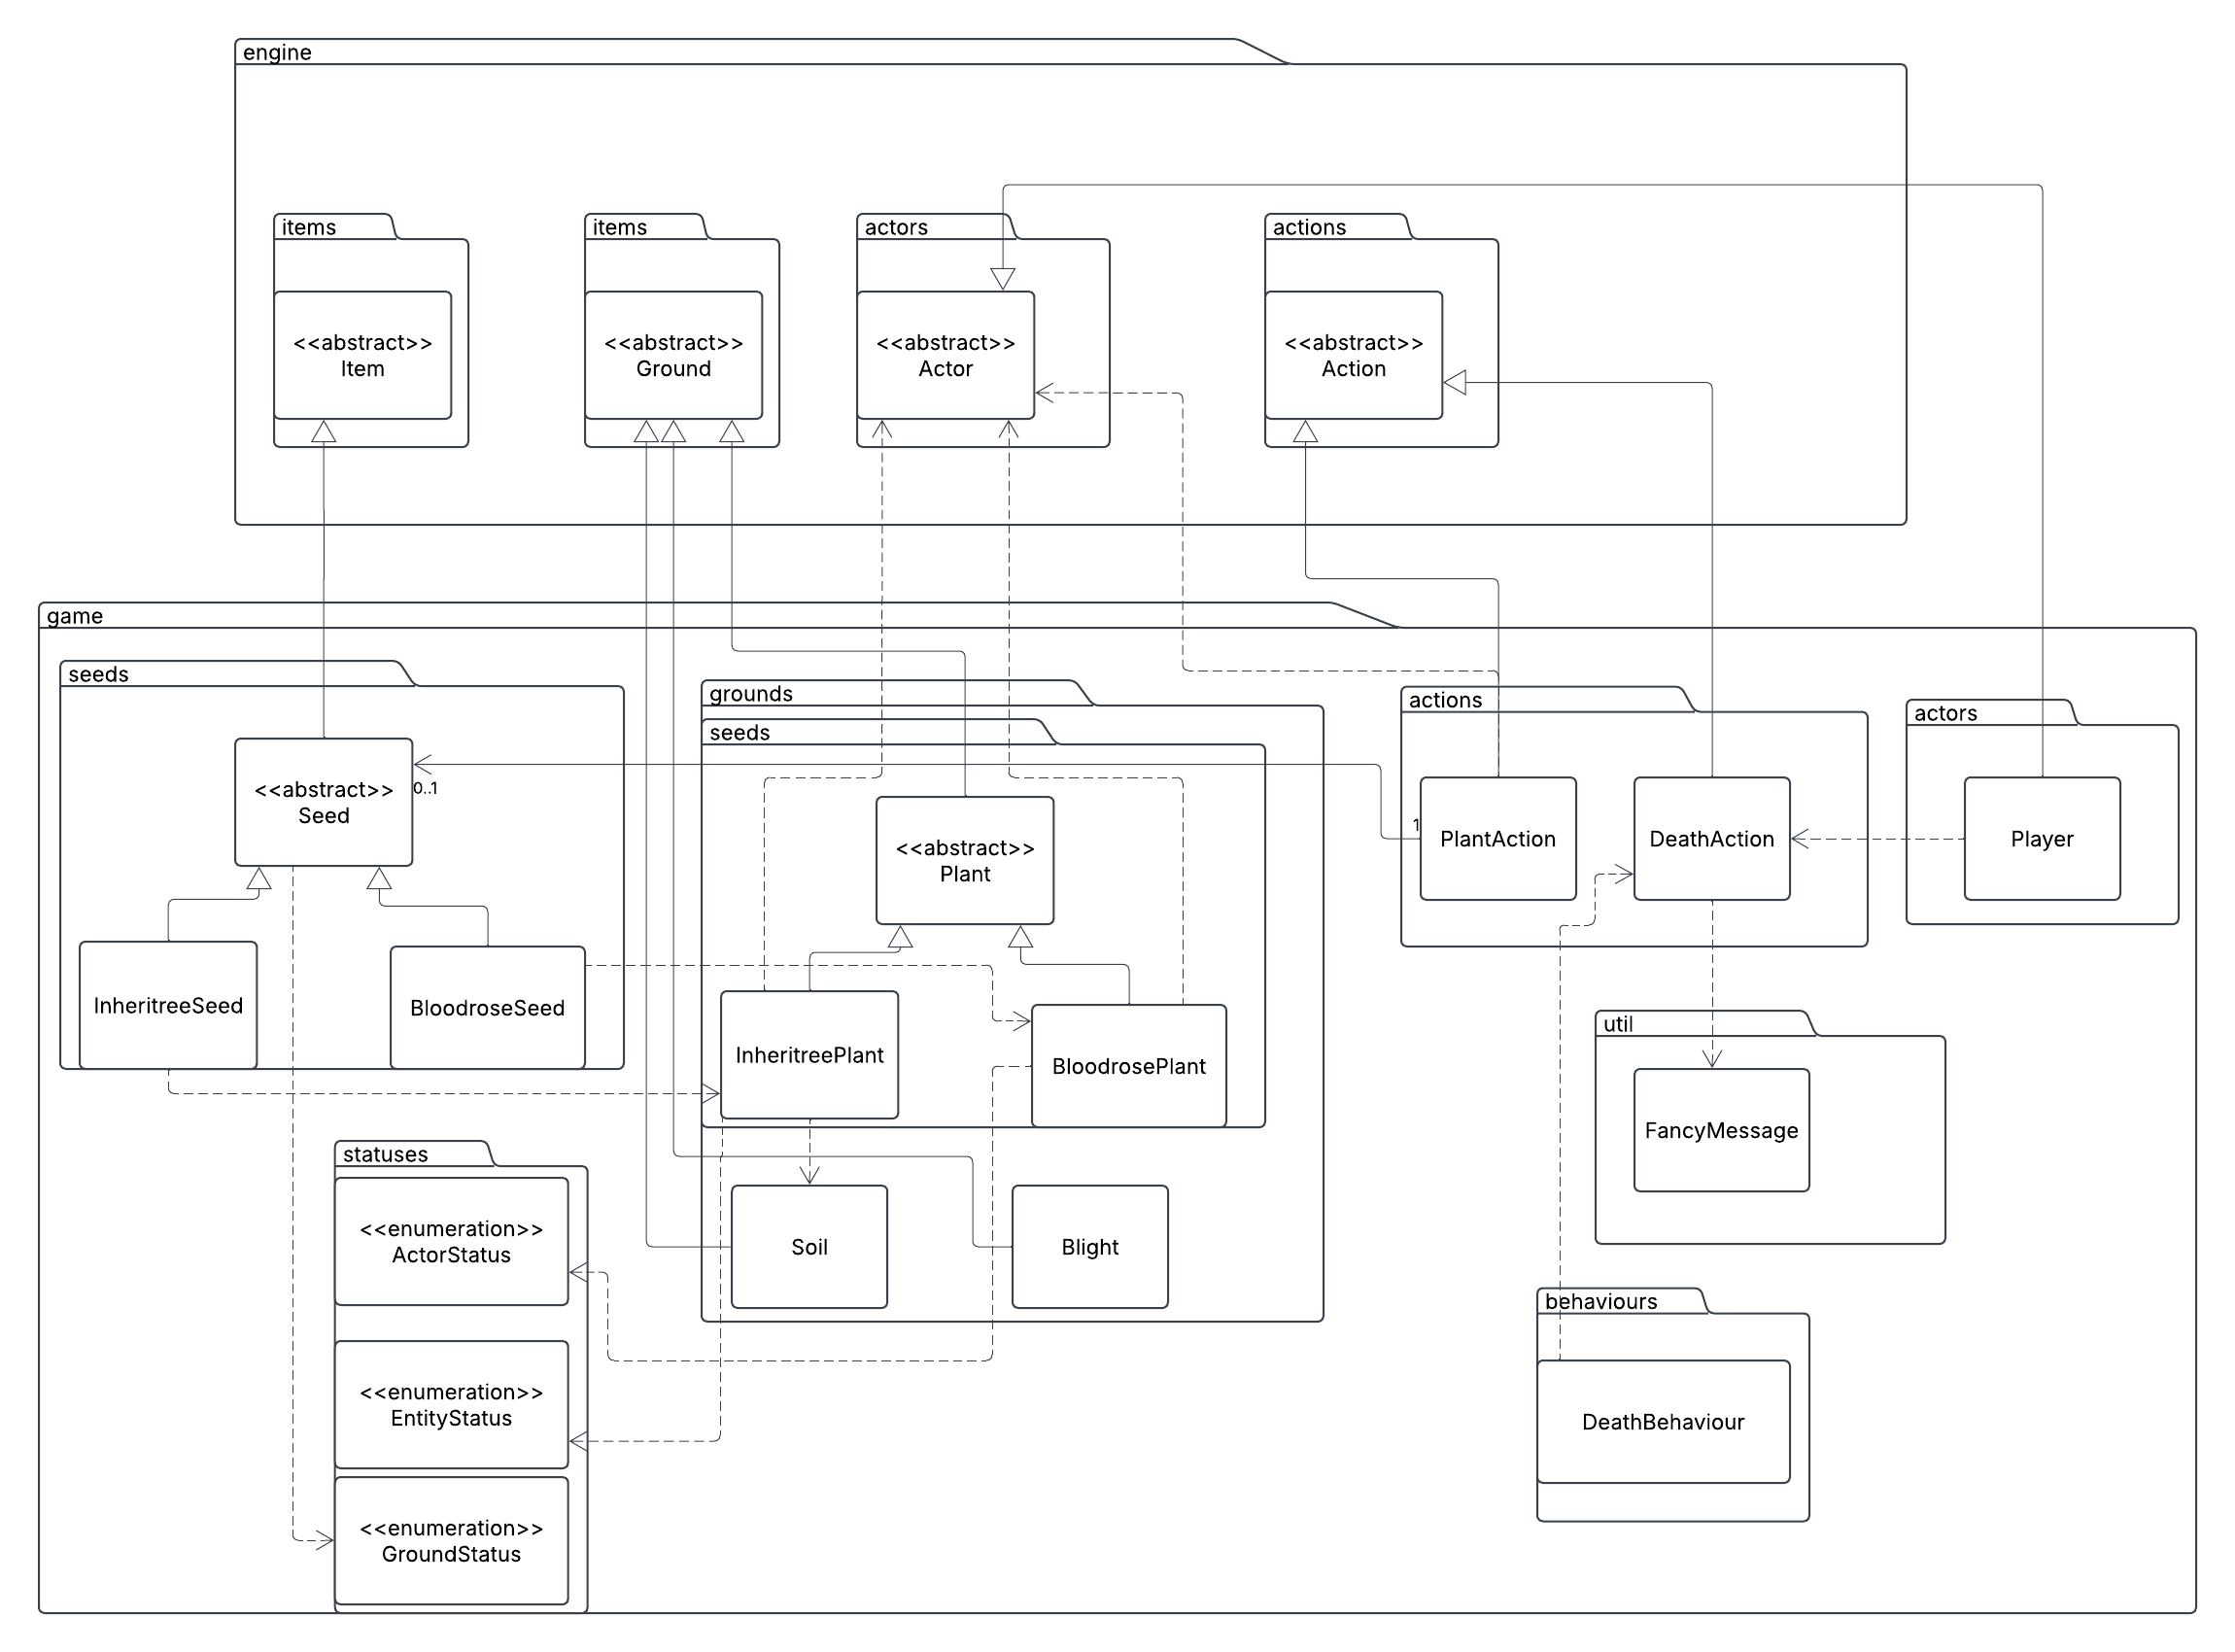 engine
items
items
actors
actions
<<abstract>>
Item
<<abstract>>
Ground
<<abstract>>
Actor
<<abstract>>
Action
game
seeds
grounds
seeds
actions
actors
<<abstract>>
Seed
0..1
<<abstract>>
Plant
1
PlantAction
DeathAction
Player
InheritreeSeed
BloodroseSeed
InheritreePlant
BloodrosePlant
util
FancyMessage
statuses
<<enumeration>>
ActorStatus
Soil
Blight
behaviours
<<enumeration>>
EntityStatus
DeathBehaviour
<<enumeration>>
GroundStatus